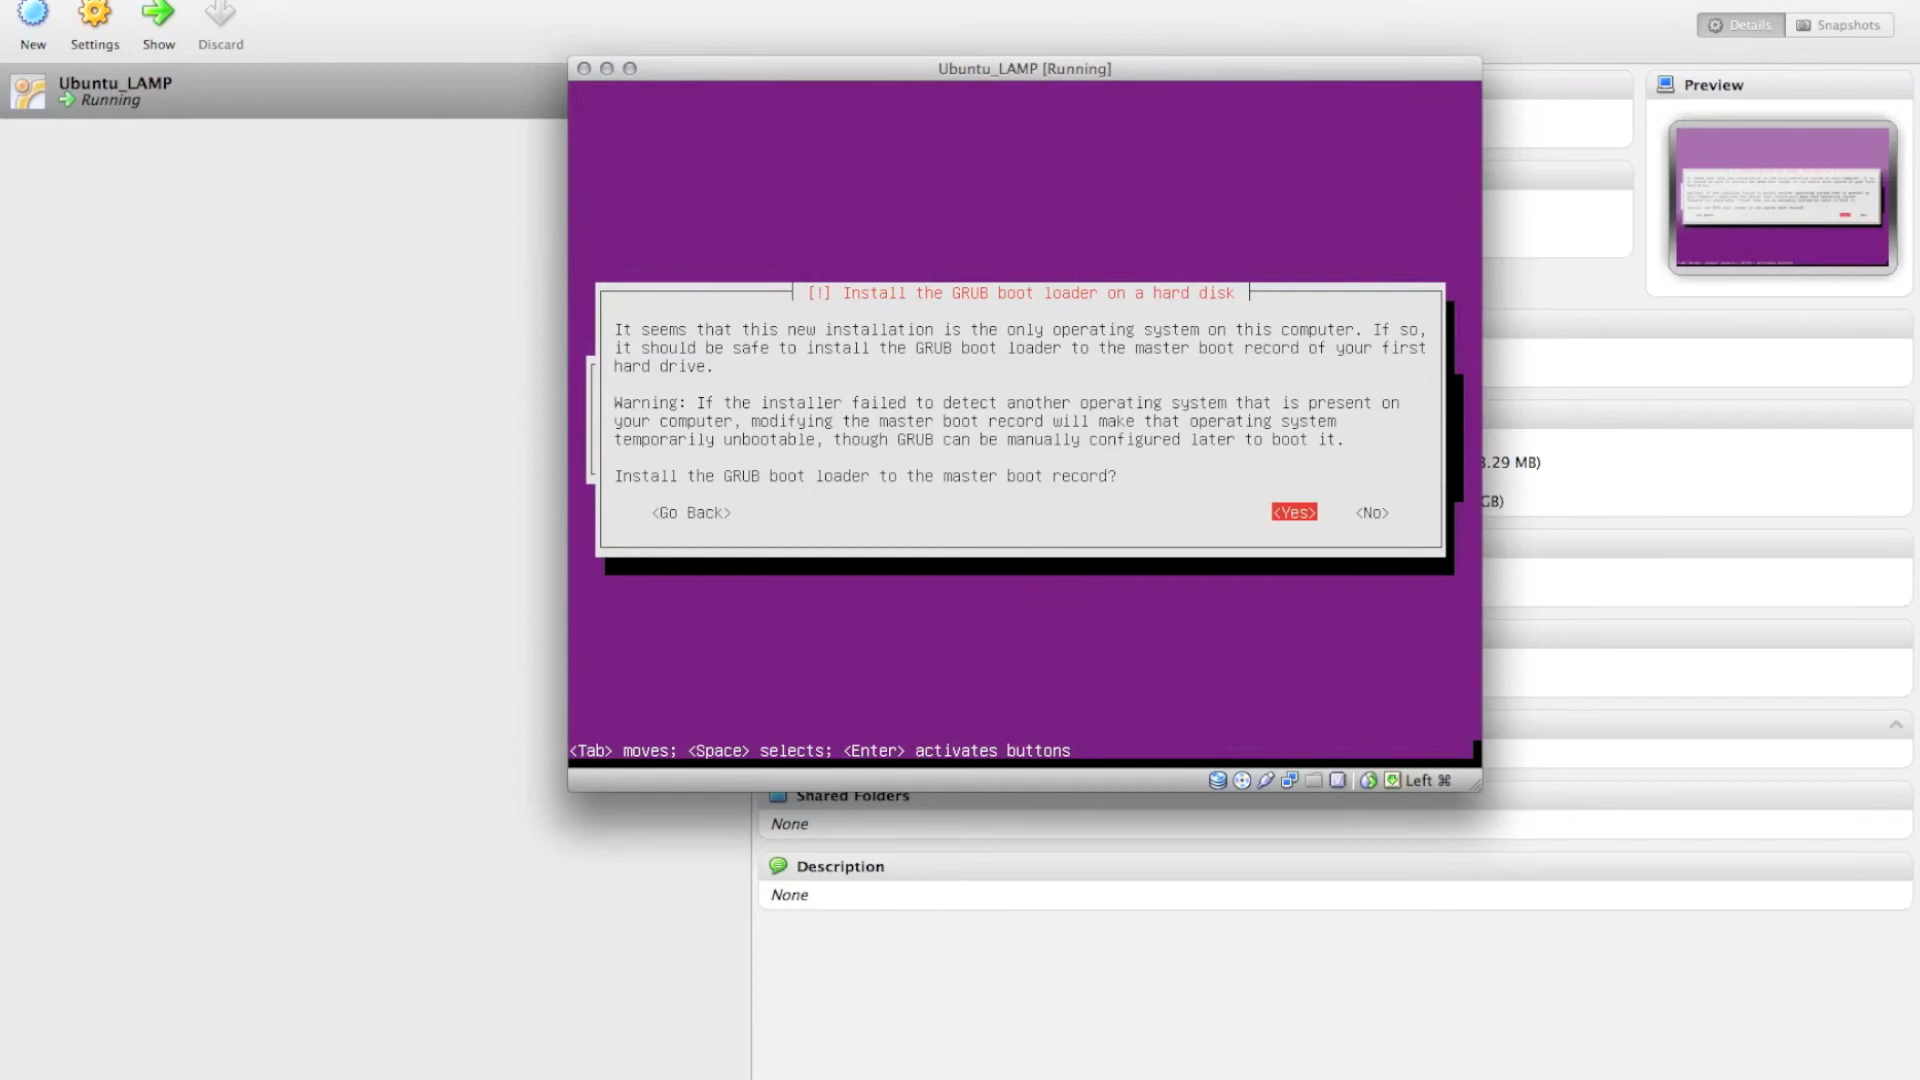 New
Settings
Show
Discard
Details
Snapshots
Ubuntu_LAMP
Running
Ubuntu_LAMP [Running]
Preview
[!] Install the GRUB boot loader on a hard disk
It seems that this new installation is the only operating system on this computer. If so,
it should be safe to install the GRUB boot loader to the master boot record of your first
hard drive.
Warning: If the installer failed to detect another operating system that is present on
your computer, modifying the master boot record will make that operating system
temporarily unbootable, though GRUB can be manually configured later to boot it.
Install the GRUB boot loader to the master boot record?
<Go Back>
<Yes>
<No>
.29 MB)
GB)
<Tab> moves; <Space> selects; <Enter> activates buttons
Left ⌘
Shared Folders
None
Description
None